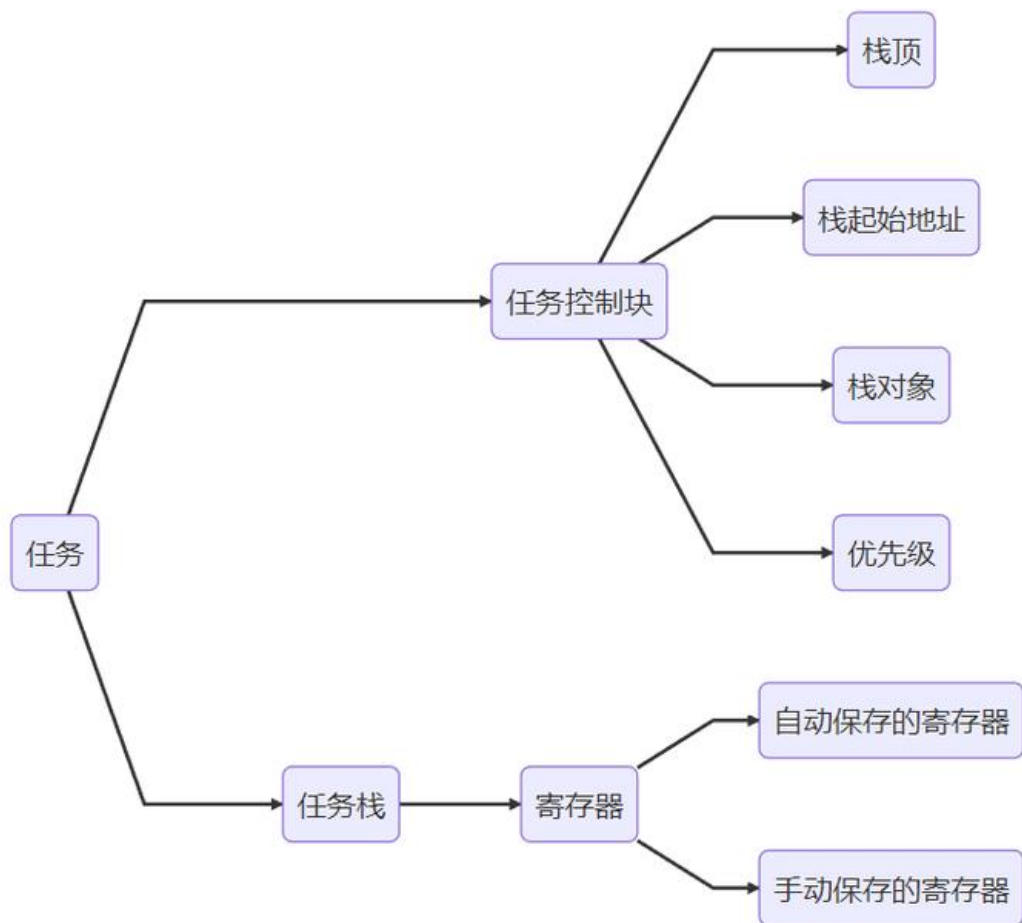 栈顶
栈起始地址
任务控制块
栈对象
任务
优先级
自动保存的寄存器
任务栈
寄存器
手动保存的寄存器